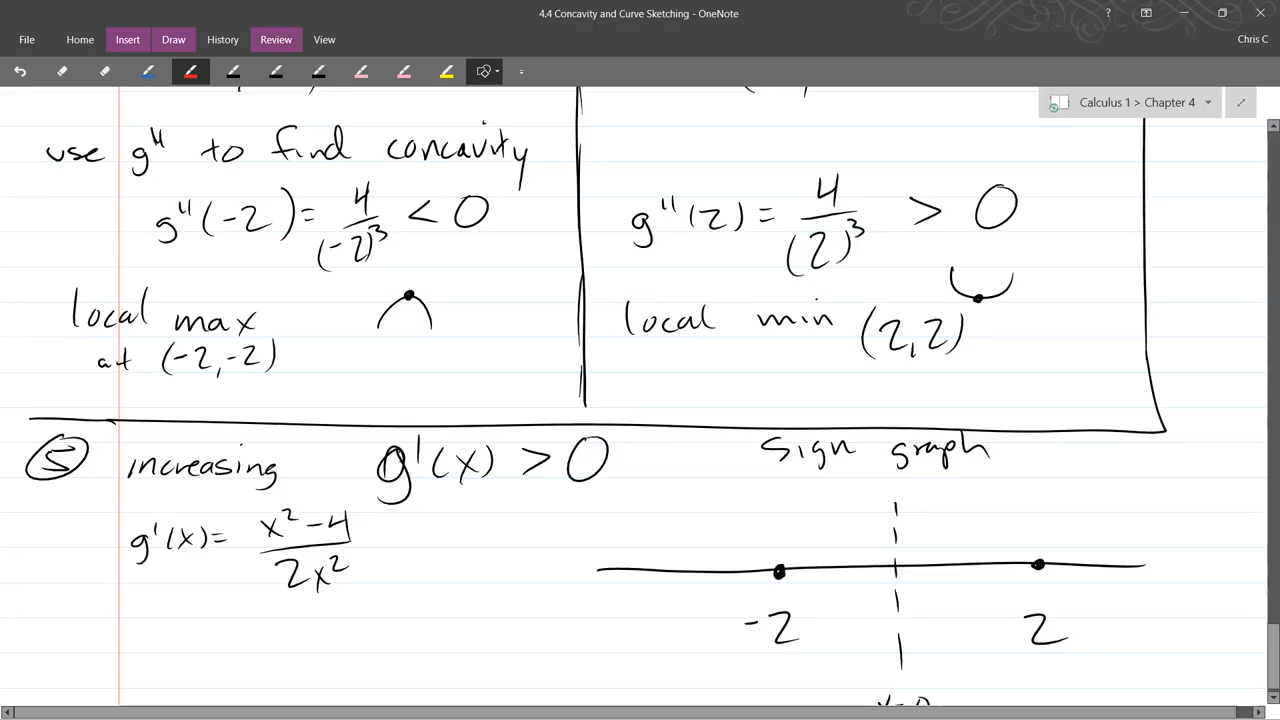 4.4 Concavity and Curve Sketching - OneNote
File Home Insert Draw History Review View Chris C
Calculus 1 > Chapter 4
use g" to find concavity
g"(-2) = 4/(-2)^3 < 0
local max
at (-2,-2)
g"(2) = 4/(2)^3 > 0
local min (2,2)
5 increasing g'(x) > 0
g'(x) = x^2-4/2x^2
Sign graph
-2 2